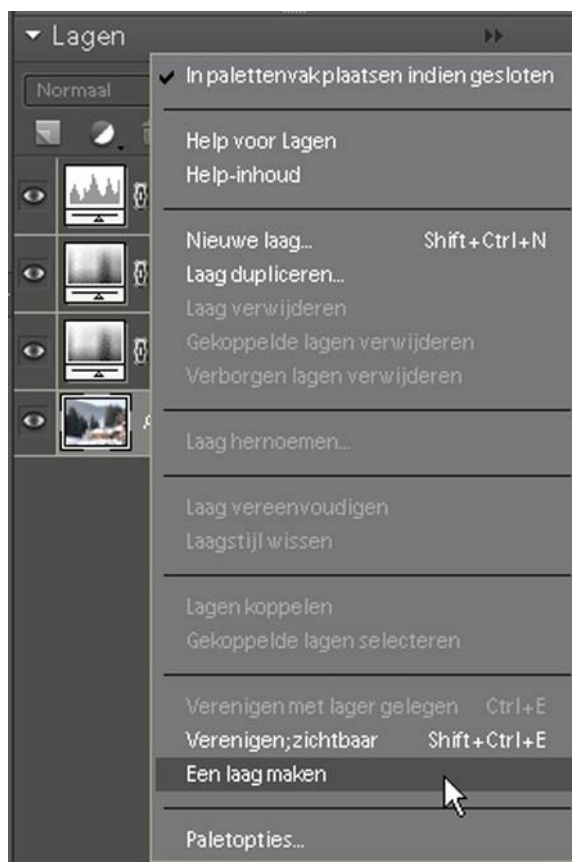 Lagen
Normaal
In palettenvak plaatsen indien gesloten
Help voor Lagen
Help-inhoud
Nieuwe laag... Shift+Ctrl+N
Laag dupliceren...
Laag verwijderen
Gekoppelde lagen verwijderen
Verborgen lagen verwijderen
Laag hernoemen...
Laag vereenvoudigen
Laagstijl wissen
Lagen koppelen
Gekoppelde lagen selecteren
Verenigen met lager gelegen Ctrl+E
Verenigen;zichtbaar Shift+Ctrl+E
Een laag maken
Paletopties...